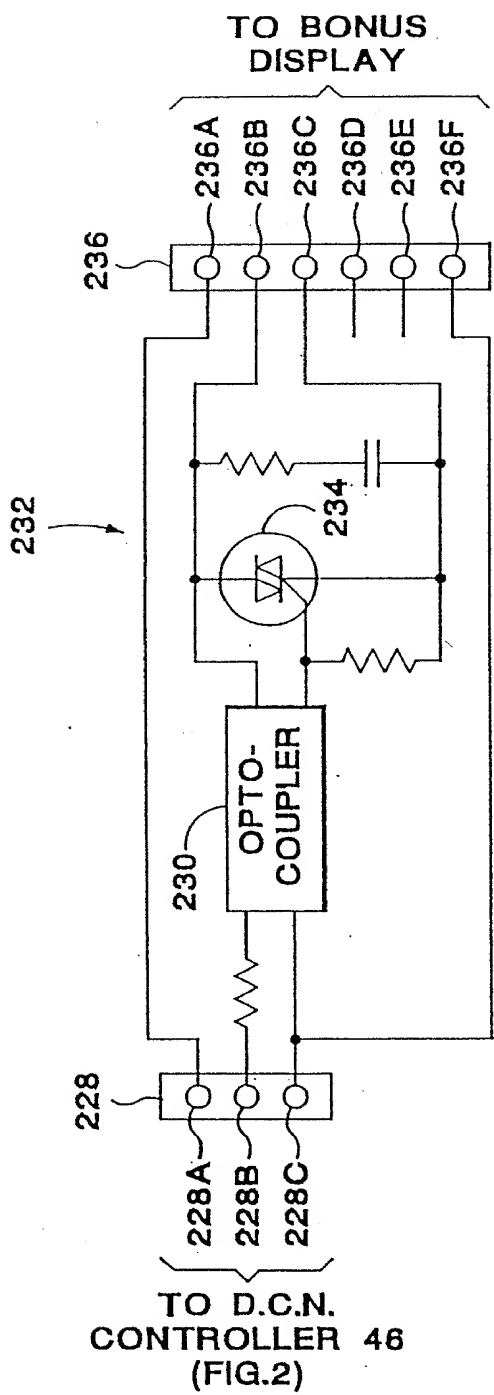 TO BONUS
DISPLAY
236
236A
236B
236C
236D
236E
236F
232
234
230
OPTO-
COUPLER
228
228A
228B
228C
TO D.C.N.
CONTROLLER 46
(FIG.2)